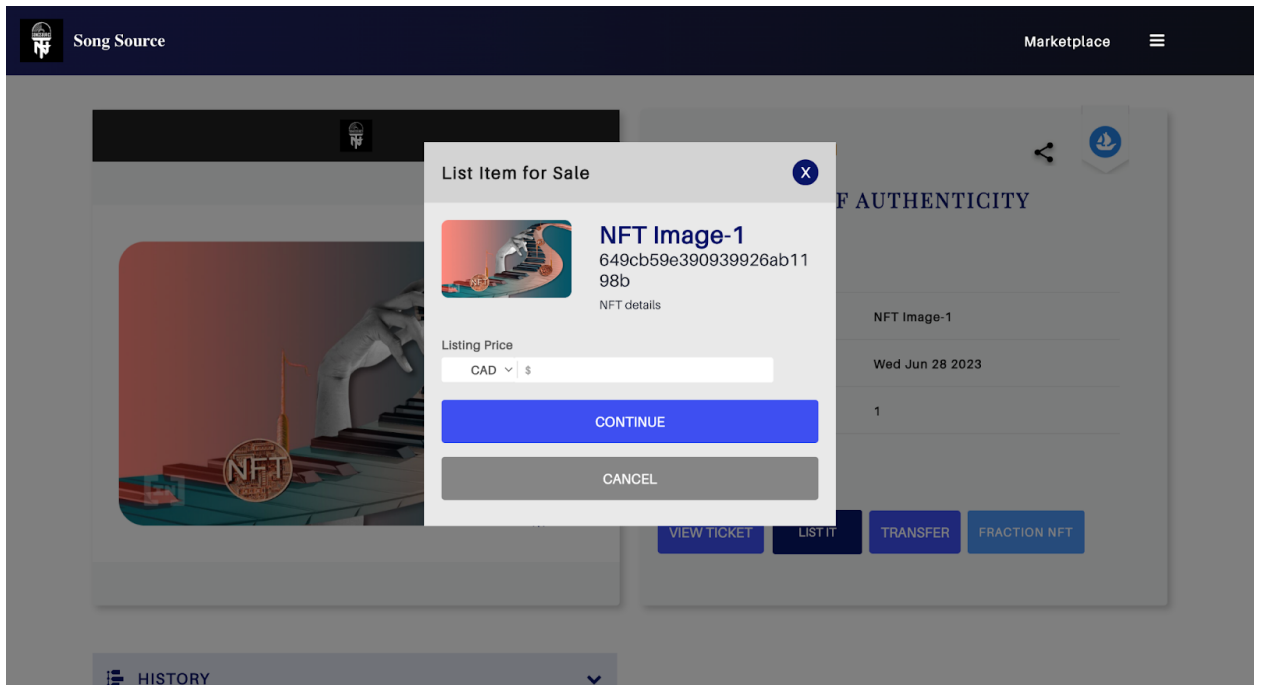 Song Source
Marketplace
List Item for Sale
X
F AUTHENTICITY
NFT Image-1
649cb59e390939926ab11
98b
NFT details
Listing Price
CAD
$
CONTINUE
CANCEL
NFT
NFT Image-1
Wed Jun 28 2023
1
VIEW TICKET
LIST IT
TRANSFER
FRACTION NFT
HISTORY